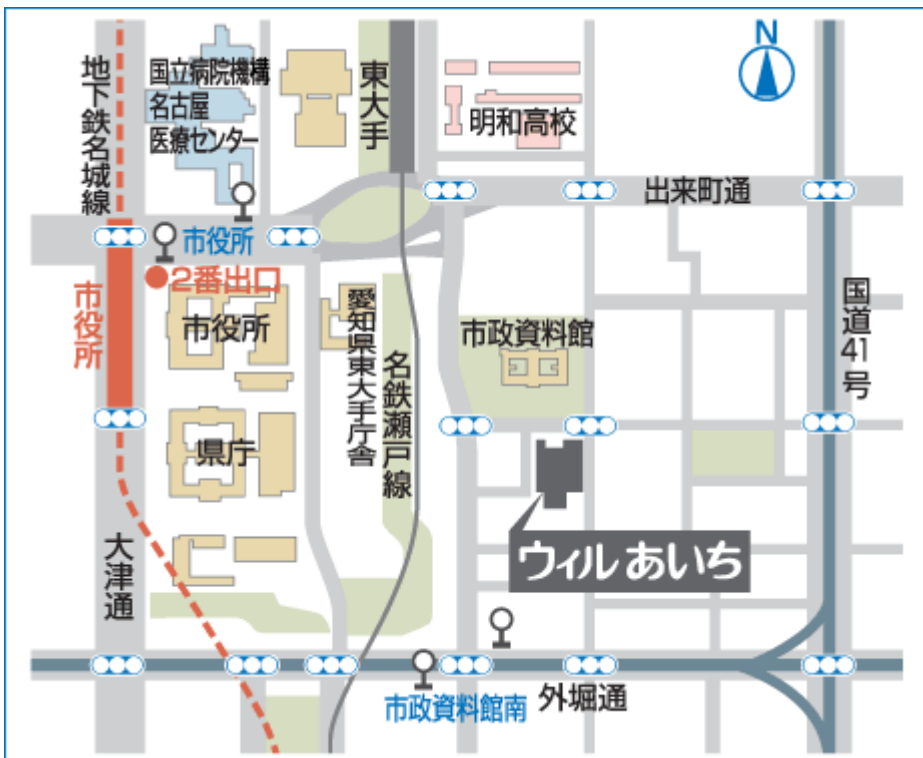 N
地下鉄名城線
国立病院機構
名古屋
医療センター
東大手
明和高校
出来町通
市役所
2番出口
市役所
市役所
愛知県東大手庁舎
名鉄瀬戸線
市政資料館
国道41号
県庁
ウィルあいち
大津通
市政資料館南
外堀通